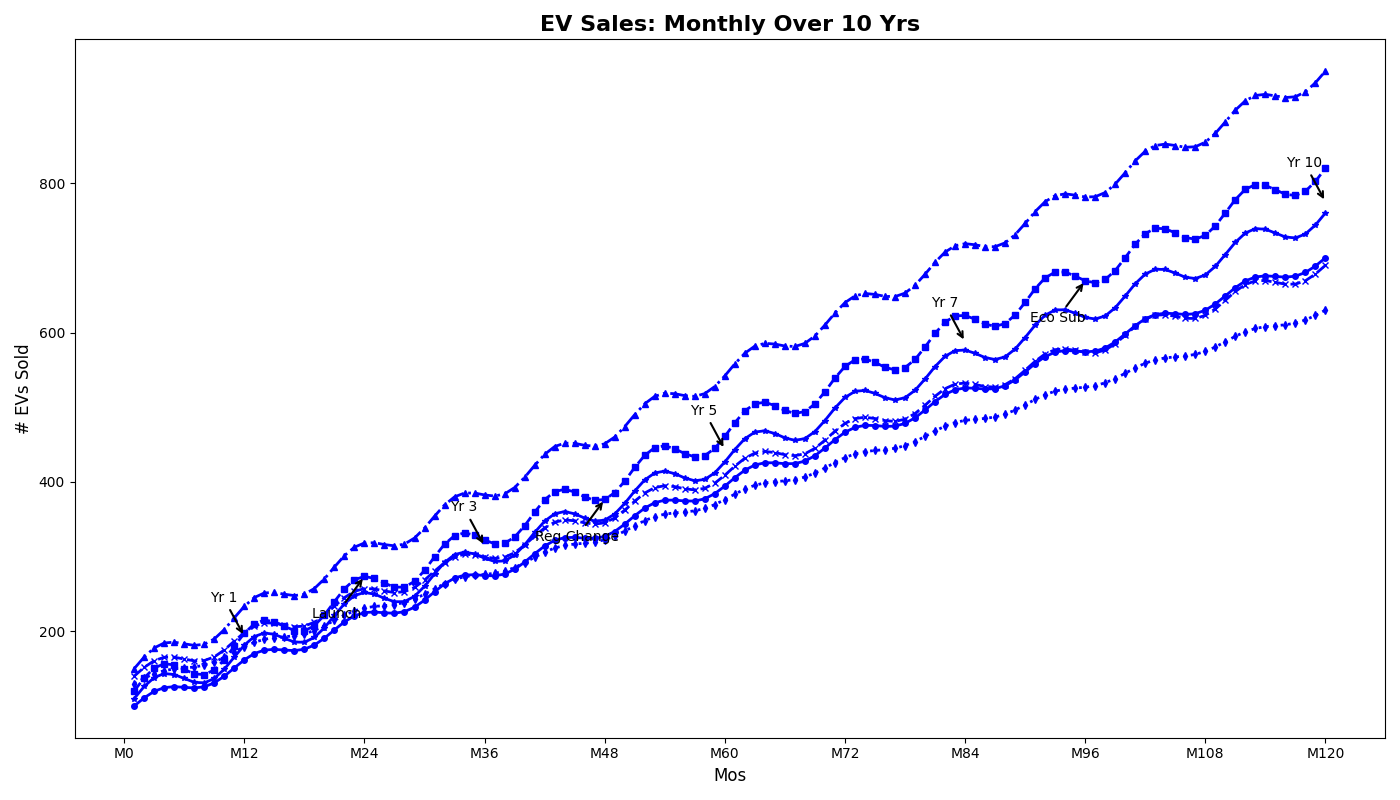 EV Sales: Monthly Over 10 Yrs
# EVs Sold
800
600
400
200
Yr 1
Launch
Yr 3
Reg Change
Yr 5
Yr 7
Eco Sub
Yr 10
M0 M12 M24 M36 M48 M60 M72 M84 M96 M108 M120
Mos